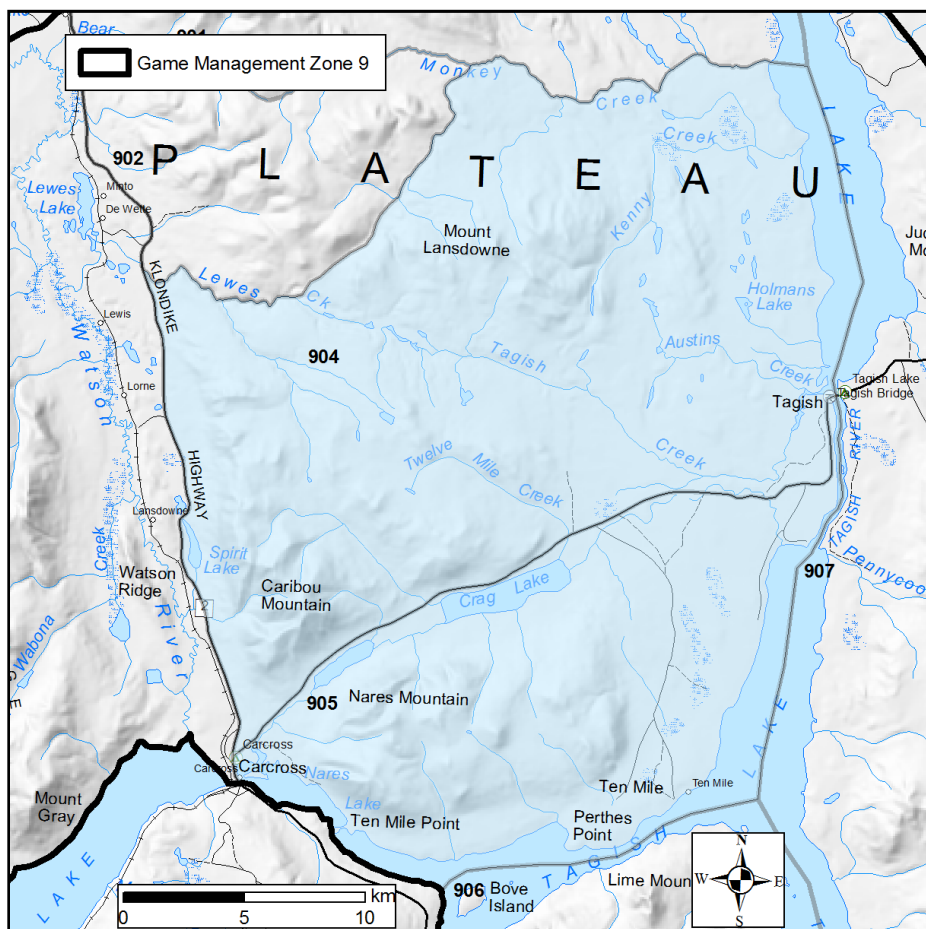 Bear
Game Management Zone 9
Monkey
Creek
Creek
LAKE
902
PLATEAU
Minto
Lewes
Lake
De Wette
Kenny
Mount
Lansdowne
KLONDIKE
Lewes
Ck
Holmans
Lake
Lewis
Watson
904
Tagish
Austins
Creek
Lorne
Tagish Lake
Tagish Bridge
Tagish
RIVER
HIGHWAY
Twelve
Mile
Creek
Creek
Lansdowne
TAGISH
Creek
Spirit
Lake
Watson
Ridge
Caribou
Mountain
907
Pennycoo
Crag Lake
2
River
Wabona
905
Nares Mountain
LAKE
Carcross
Carcross
Carcross
Nares
Lake
Ten Mile
Ten Mile
Mount
Gray
Ten Mile Point
Perthes
Point
TAGISH
LAKE
906
Bove
Island
Lime Moun
N
W
E
S
km
0
5
10